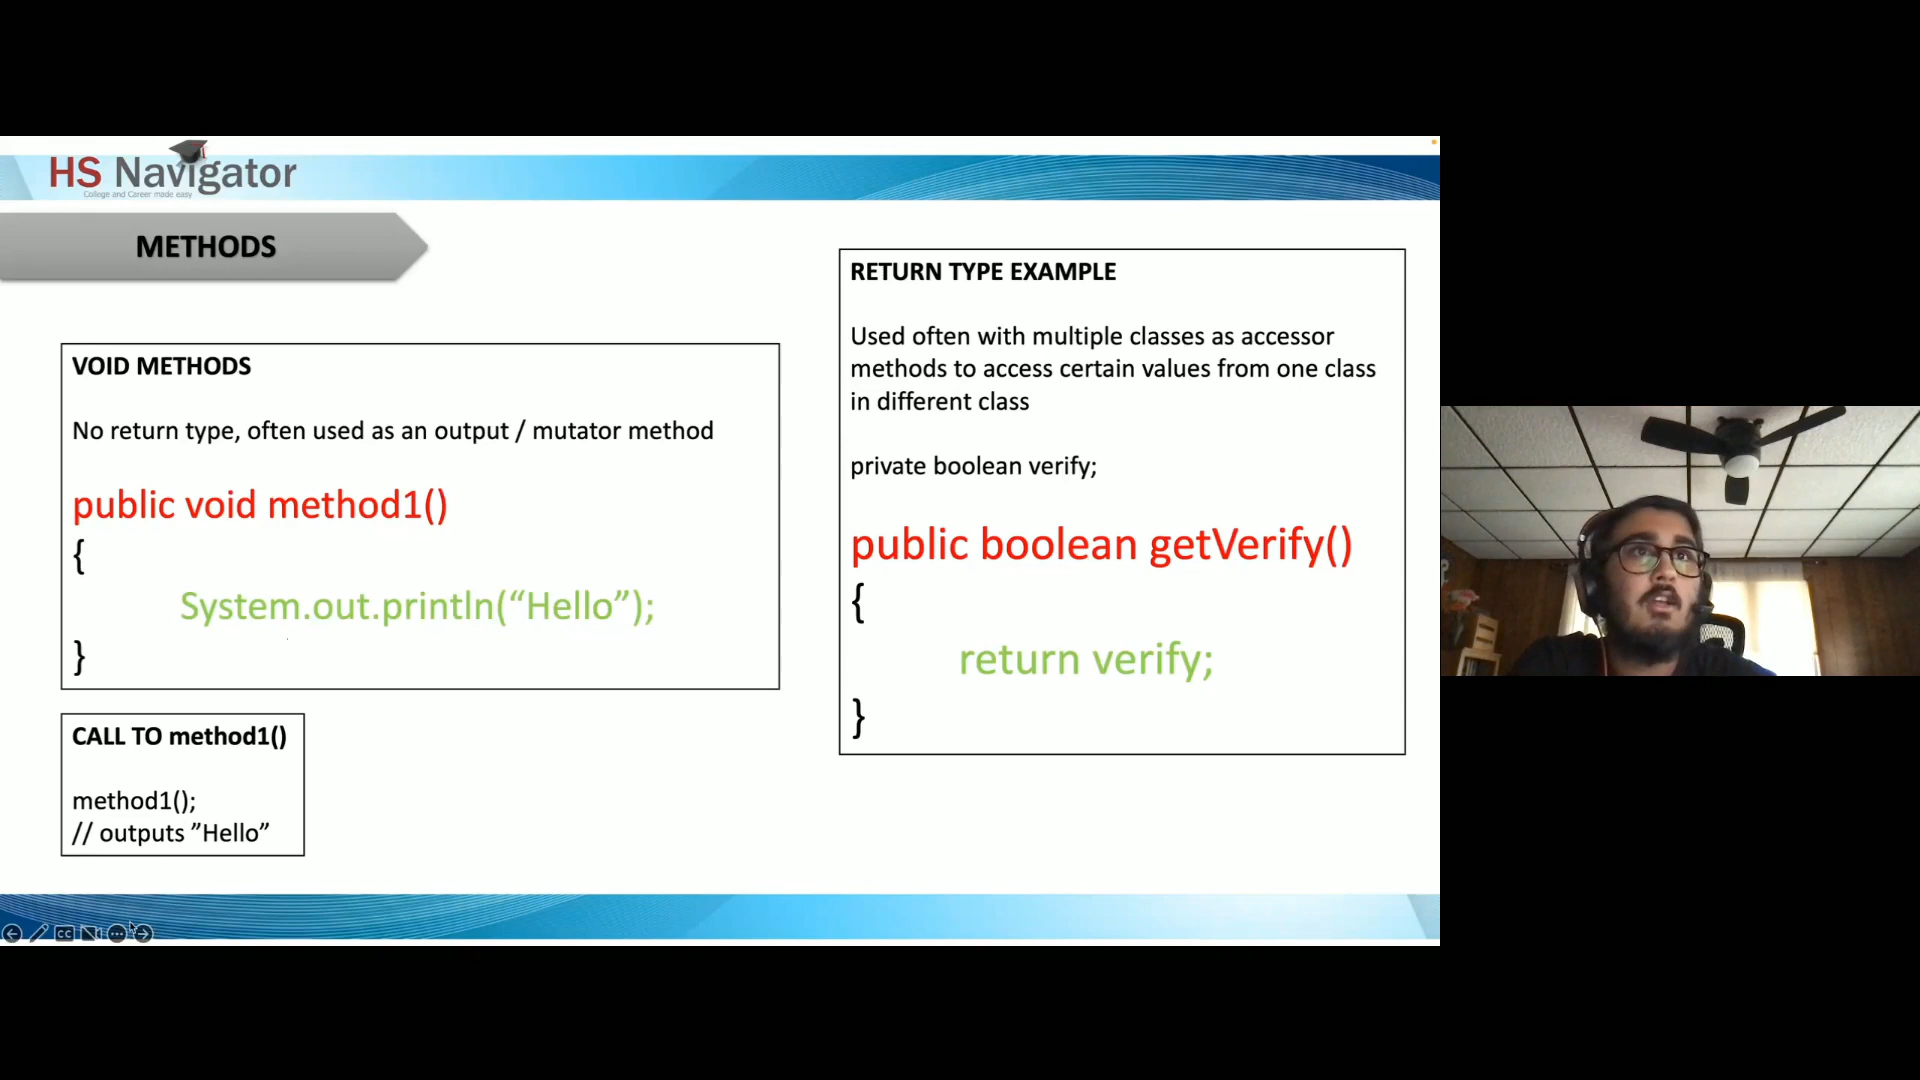 HS Navigator
College and Career made easy
METHODS
VOID METHODS
No return type, often used as an output / mutator method
public void method1()
{
System.out.println(“Hello”);
}
CALL TO method1()
method1();
// outputs ”Hello”
RETURN TYPE EXAMPLE
Used often with multiple classes as accessor
methods to access certain values from one class
in different class
private boolean verify;
public boolean getVerify()
{
return verify;
}
CC